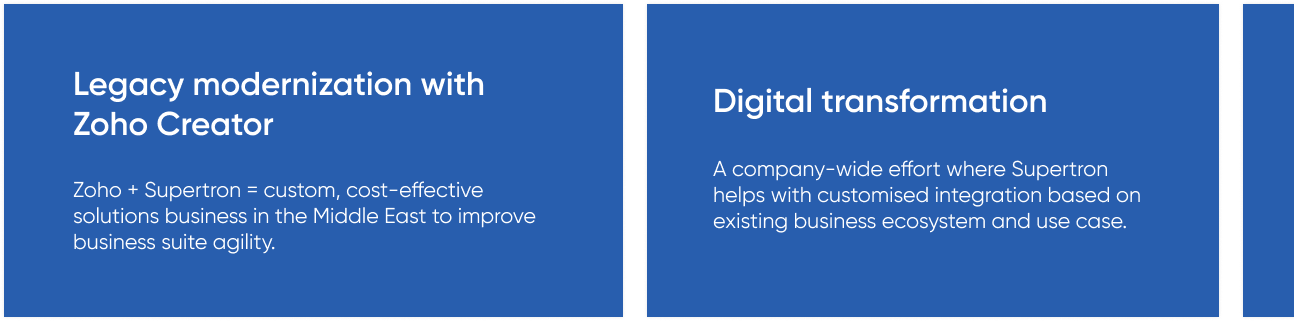 Legacy modernization with
Zoho Creator
Zoho + Supertron = custom, cost-effective
solutions business in the Middle East to improve
business suite agility.
Digital transformation
A company-wide effort where Supertron
helps with customised integration based on
existing business ecosystem and use case.